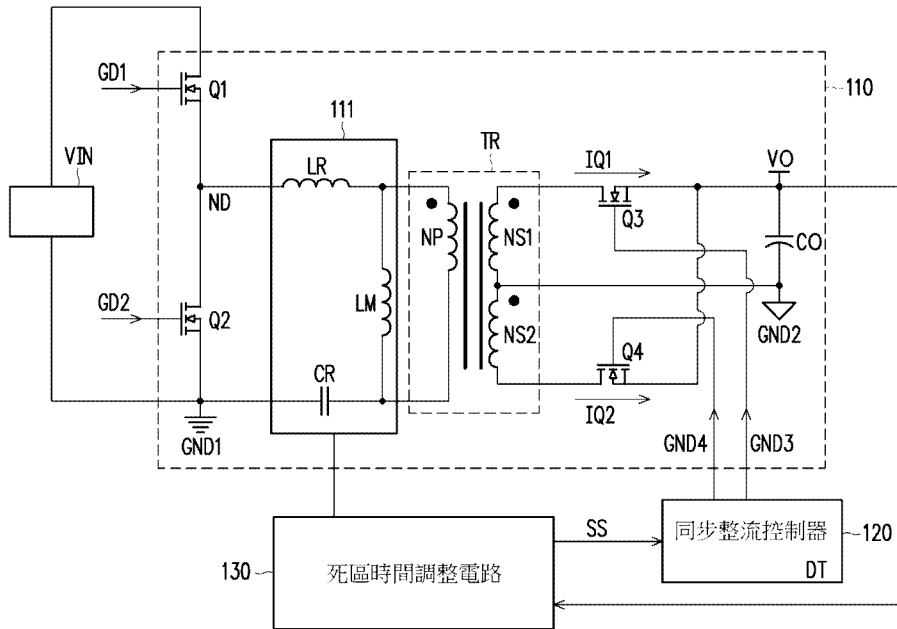 GD1
Q1
110
111
TR
VIN
LR
IQ1
VO
ND
NP
NS1
Q3
CO
GD2
Q2
LM
NS2
Q4
GND2
CR
GND1
IQ2
GND4
GND3
SS
同步整流控制器
120
DT
130
死區時間調整電路